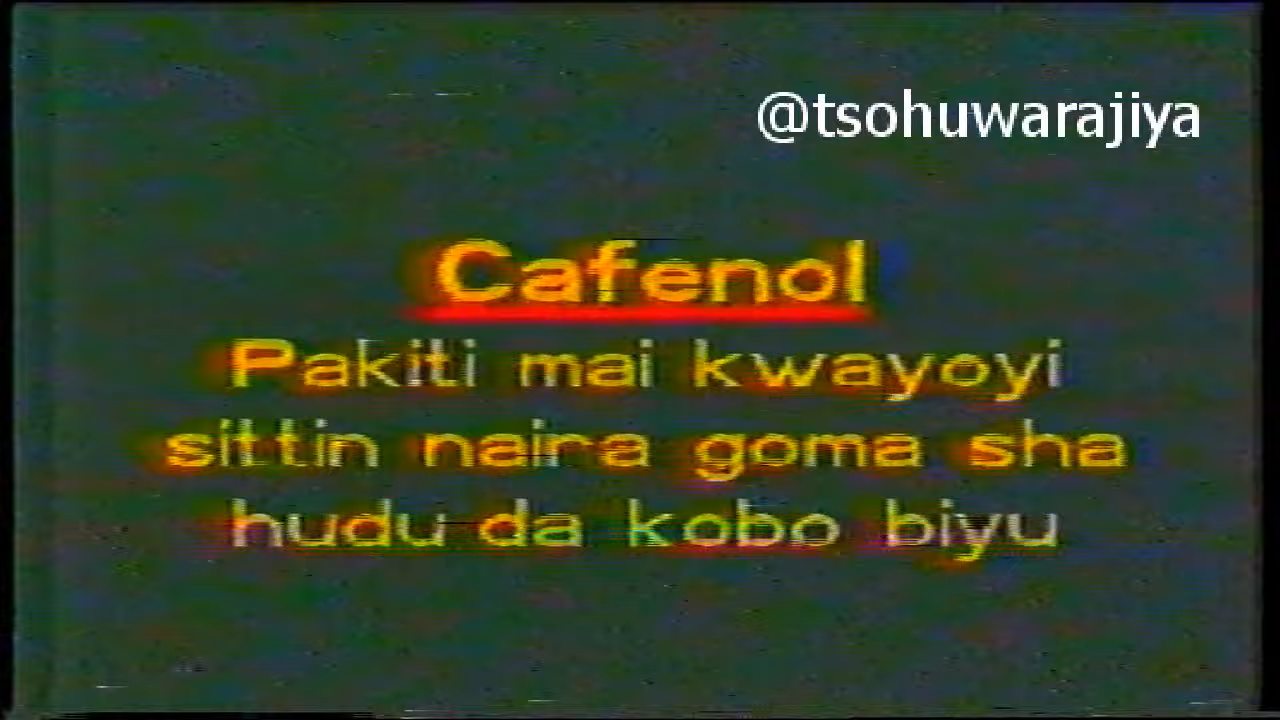 @tsohuwarajiya
Cafenol
Pakiti mai kwayoyi
sittin naira goma sha
hudu da kobo biyu